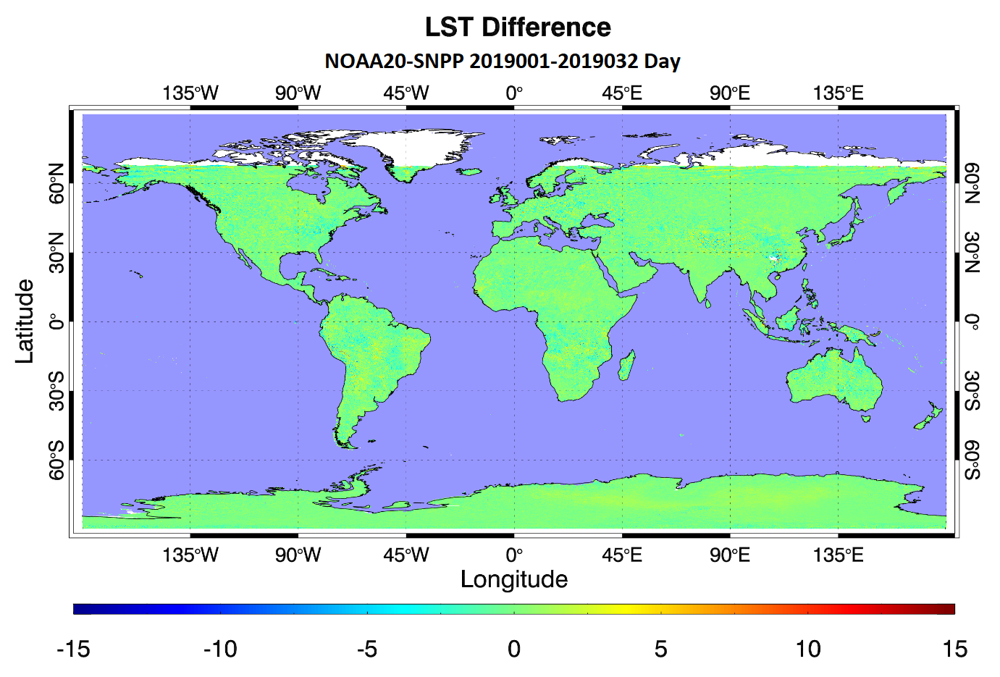 LST Difference
NOAA20-SNPP 2019001-2019032 Day
135°W 90°W 45°W 0° 45°E 90°E 135°E
60°N 60°N
30°N 30°N
Latitude
0° 0°
30°S 30°S
60°S 60°S
135°W 90°W 45°W 0° 45°E 90°E 135°E
Longitude
-15 -10 -5 0 5 10 15